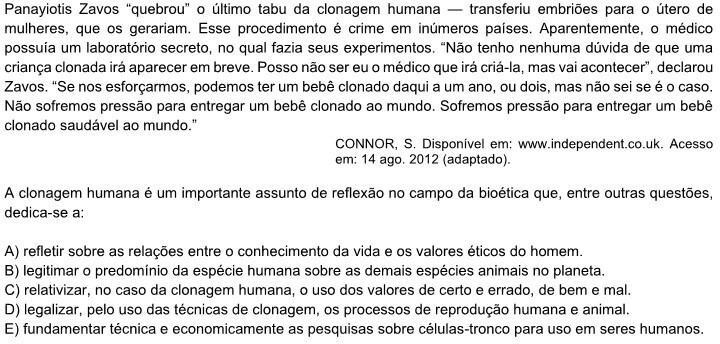 Panayiotis Zavos “quebrou” o último tabu da clonagem humana — transferiu embriões para o útero de
mulheres, que os gerariam. Esse procedimento é crime em inúmeros países. Aparentemente, o médico
possuía um laboratório secreto, no qual fazia seus experimentos. “Não tenho nenhuma dúvida de que uma
criança clonada irá aparecer em breve. Posso não ser eu o médico que irá criá-la, mas vai acontecer”, declarou
Zavos. “Se nos esforçarmos, podemos ter um bebê clonado daqui a um ano, ou dois, mas não sei se é o caso.
Não sofremos pressão para entregar um bebê clonado ao mundo. Sofremos pressão para entregar um bebê
clonado saudável ao mundo.”
CONNOR, S. Disponível em: www.independent.co.uk. Acesso
em: 14 ago. 2012 (adaptado).
A clonagem humana é um importante assunto de reflexão no campo da bioética que, entre outras questões,
dedica-se a:
A) refletir sobre as relações entre o conhecimento da vida e os valores éticos do homem.
B) legitimar o predomínio da espécie humana sobre as demais espécies animais no planeta.
C) relativizar, no caso da clonagem humana, o uso dos valores de certo e errado, de bem e mal.
D) legalizar, pelo uso das técnicas de clonagem, os processos de reprodução humana e animal.
E) fundamentar técnica e economicamente as pesquisas sobre células-tronco para uso em seres humanos.